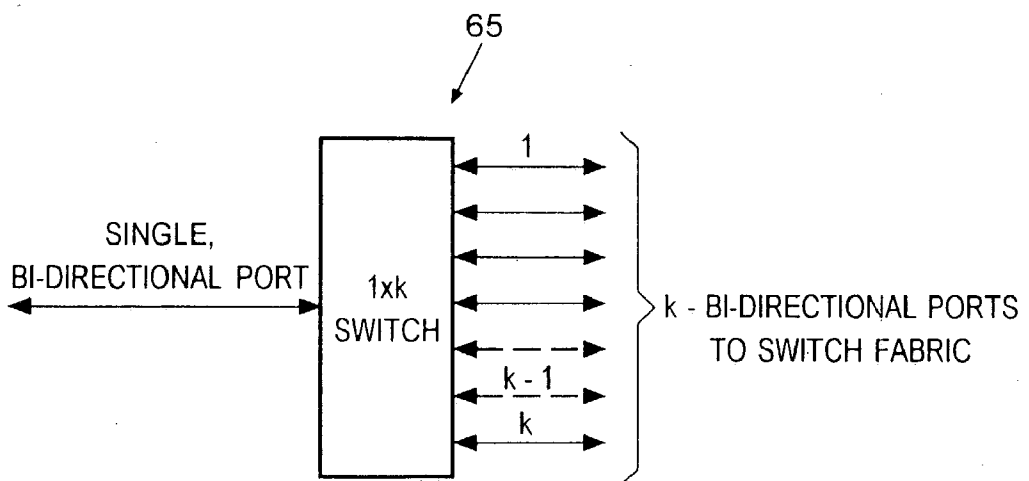 65
1
SINGLE,
BI-DIRECTIONAL PORT
1xk
SWITCH
k - BI-DIRECTIONAL PORTS
TO SWITCH FABRIC
k - 1
k